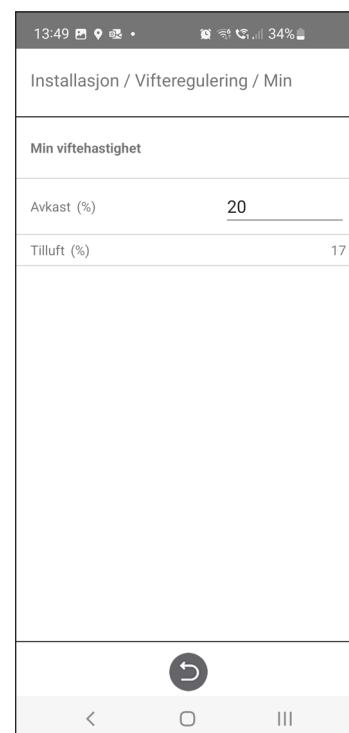 13:49 34%
Installasjon / Vifteregulering / Min
Min viftehastighet
Avkast (%) 20
Tilluft (%) 17